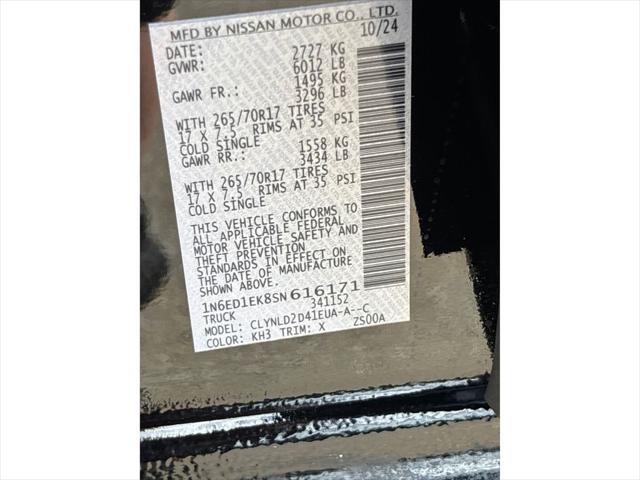 MFD BY NISSAN MOTOR CO., LTD.
DATE: 10/24
GVWR: 2727 KG
6012 LB
GAWR FR.: 1495 KG
3296 LB
WITH 265/70R17 TIRES
17 X 7.5 RIMS AT 35 PSI
COLD SINGLE
GAWR RR.: 1558 KG
3434 LB
WITH 265/70R17 TIRES
17 X 7.5 RIMS AT 35 PSI
COLD SINGLE
THIS VEHICLE CONFORMS TO
ALL APPLICABLE FEDERAL
MOTOR VEHICLE SAFETY AND
THEFT PREVENTION
STANDARDS IN EFFECT ON
THE DATE OF MANUFACTURE
SHOWN ABOVE.
1N6ED1EK8SN616171
TRUCK 341152
MODEL: CLYNLD2D41EUA-A--C
COLOR: KH3 TRIM: X ZS00A